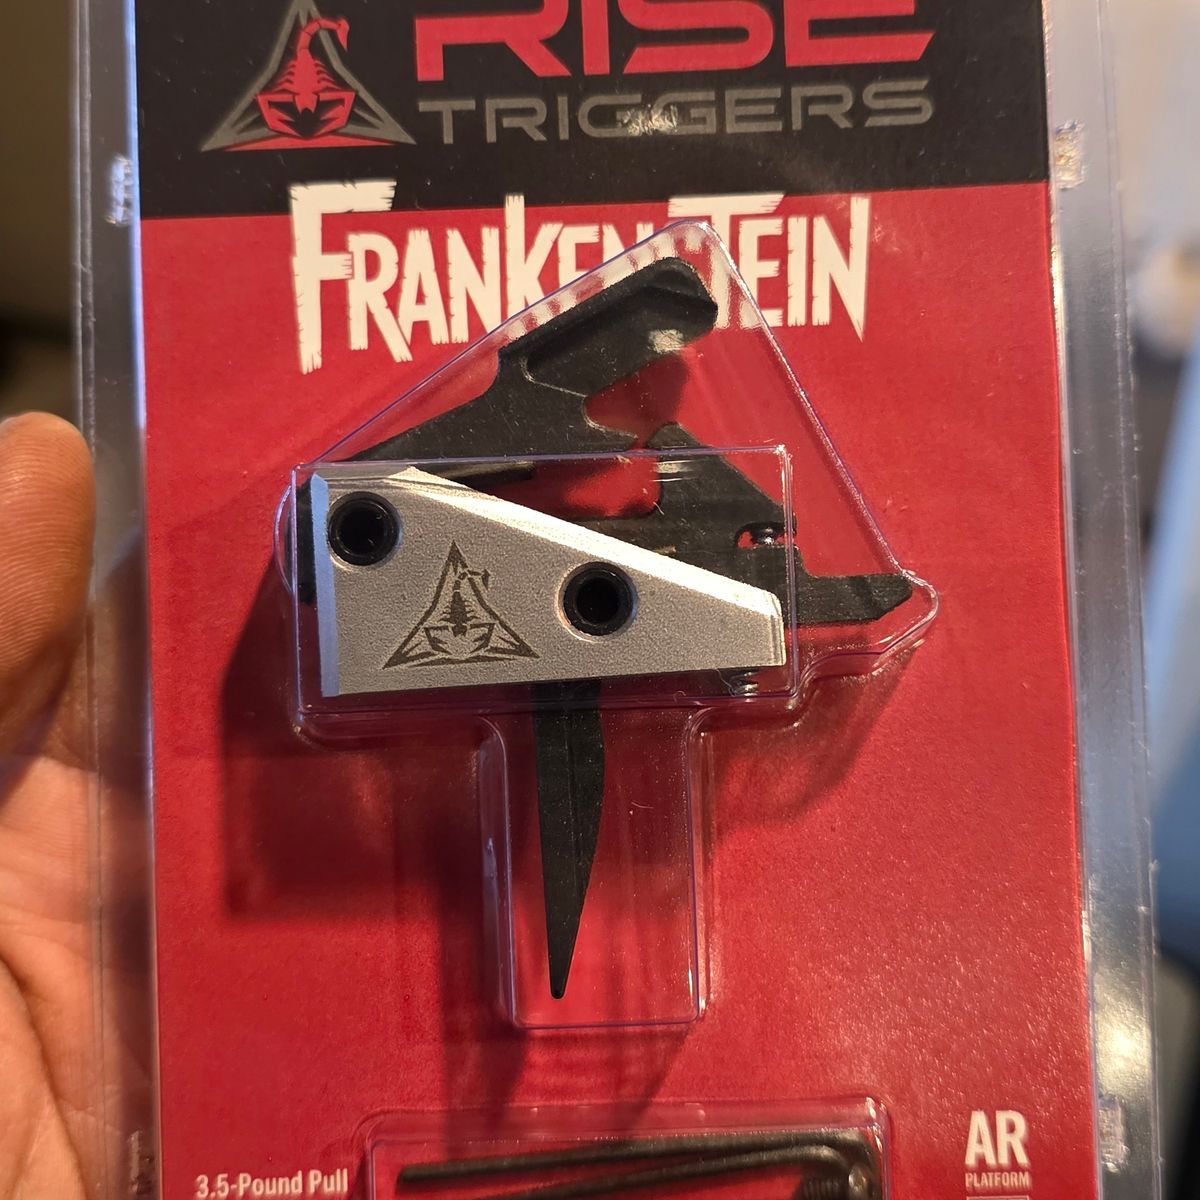 RISE
TRIGGERS
FRANKENSTEIN
3.5-Pound Pull
AR
PLATFORM